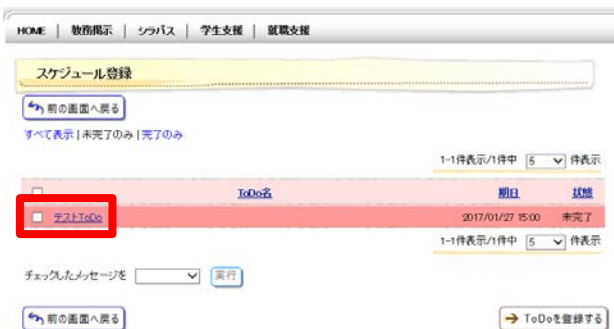 HOME | 教務掲示 | シラバス | 学生支援 | 就職支援
スケジュール登録
前の画面へ戻る
すべて表示 | 未完了のみ | 完了のみ
1-1件表示/1件中 5 件表示
ToDo名 期日 状態
テストToDo 2017/01/27 15:00 未完了
1-1件表示/1件中 5 件表示
チェックしたメッセージを 実行
前の画面へ戻る → ToDoを登録する